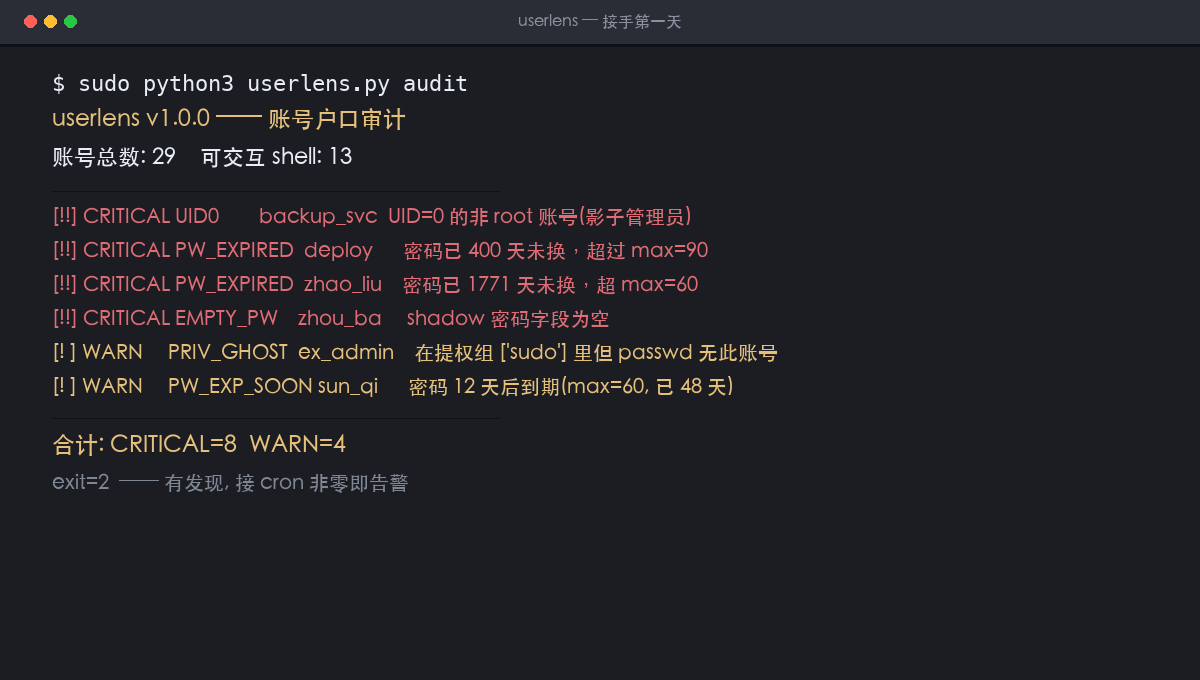 userlens — 接手第一天
$ sudo python3 userlens.py audit
userlens v1.0.0 —— 账号户口审计
账号总数: 29 可交互 shell: 13
[!!] CRITICAL UID0 backup_svc UID=0 的非 root 账号(影子管理员)
[!!] CRITICAL PW_EXPIRED deploy 密码已 400 天未换，超过 max=90
[!!] CRITICAL PW_EXPIRED zhao_liu 密码已 1771 天未换，超 max=60
[!!] CRITICAL EMPTY_PW zhou_ba shadow 密码字段为空
[! ] WARN PRIV_GHOST ex_admin 在提权组 ['sudo'] 里但 passwd 无此账号
[! ] WARN PW_EXP_SOON sun_qi 密码 12 天后到期(max=60, 已 48 天)
合计: CRITICAL=8 WARN=4
exit=2 —— 有发现, 接 cron 非零即告警